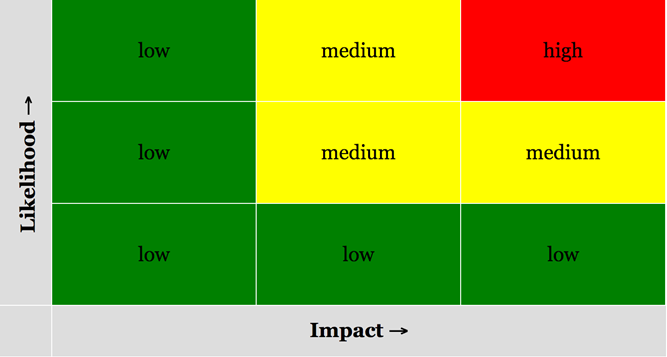 low medium high
low medium medium
low low low
Likelihood →
Impact →